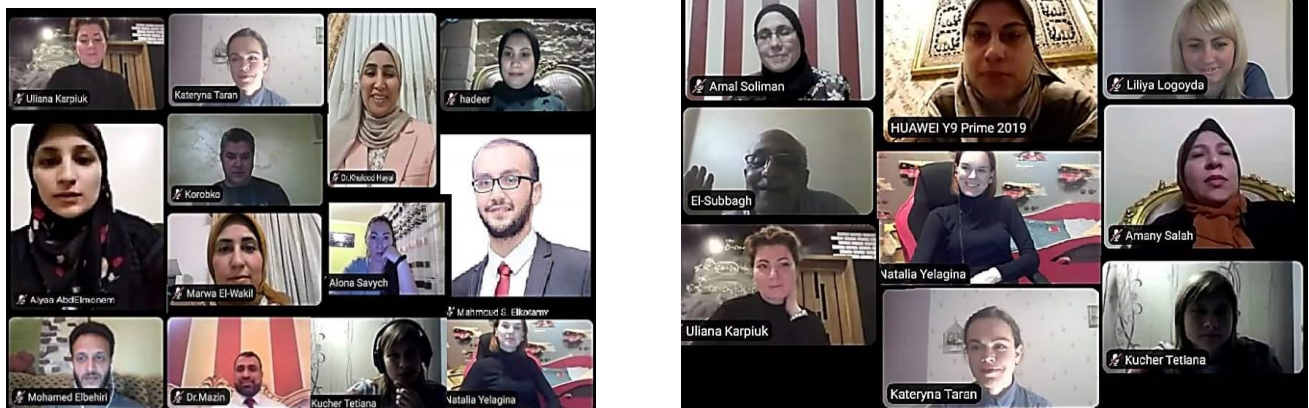 Uliana Karpiuk
Kateryna Taran
Dr.Khulood Hayal
hadeer
Korobko
Alyaa AbdElmonem
Marwa El-Wakil
Alona Savych
Mahmoud S. Elkotamy
Mohamed Elbehiri
Dr.Mazin
Kucher Tetiana
Natalia Yelagina
Amal Soliman
HUAWEI Y9 Prime 2019
Liliya Logoyda
El-Subbagh
Natalia Yelagina
Amany Salah
Uliana Karpiuk
Kateryna Taran
Kucher Tetiana